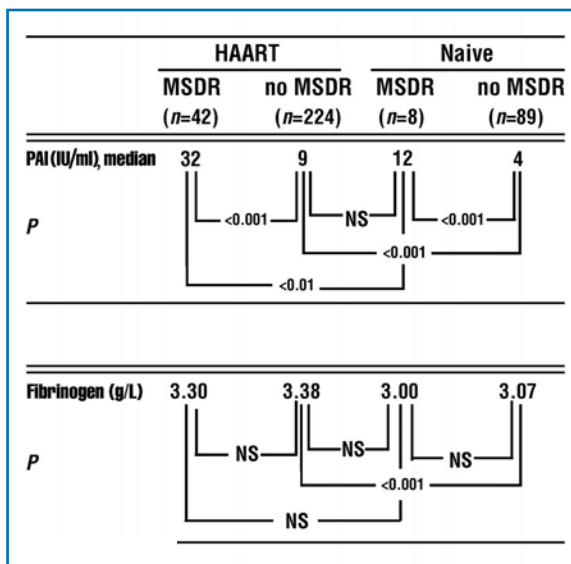 HAART Naive
MSDR no MSDR MSDR no MSDR
(n=42) (n=224) (n=8) (n=89)
PAI (IU/ml), median 32 9 12 4
<0.001 NS <0.001
P
<0.001
<0.01
Fibrinogen (g/L) 3.30 3.38 3.00 3.07
NS NS NS
P
<0.001
NS